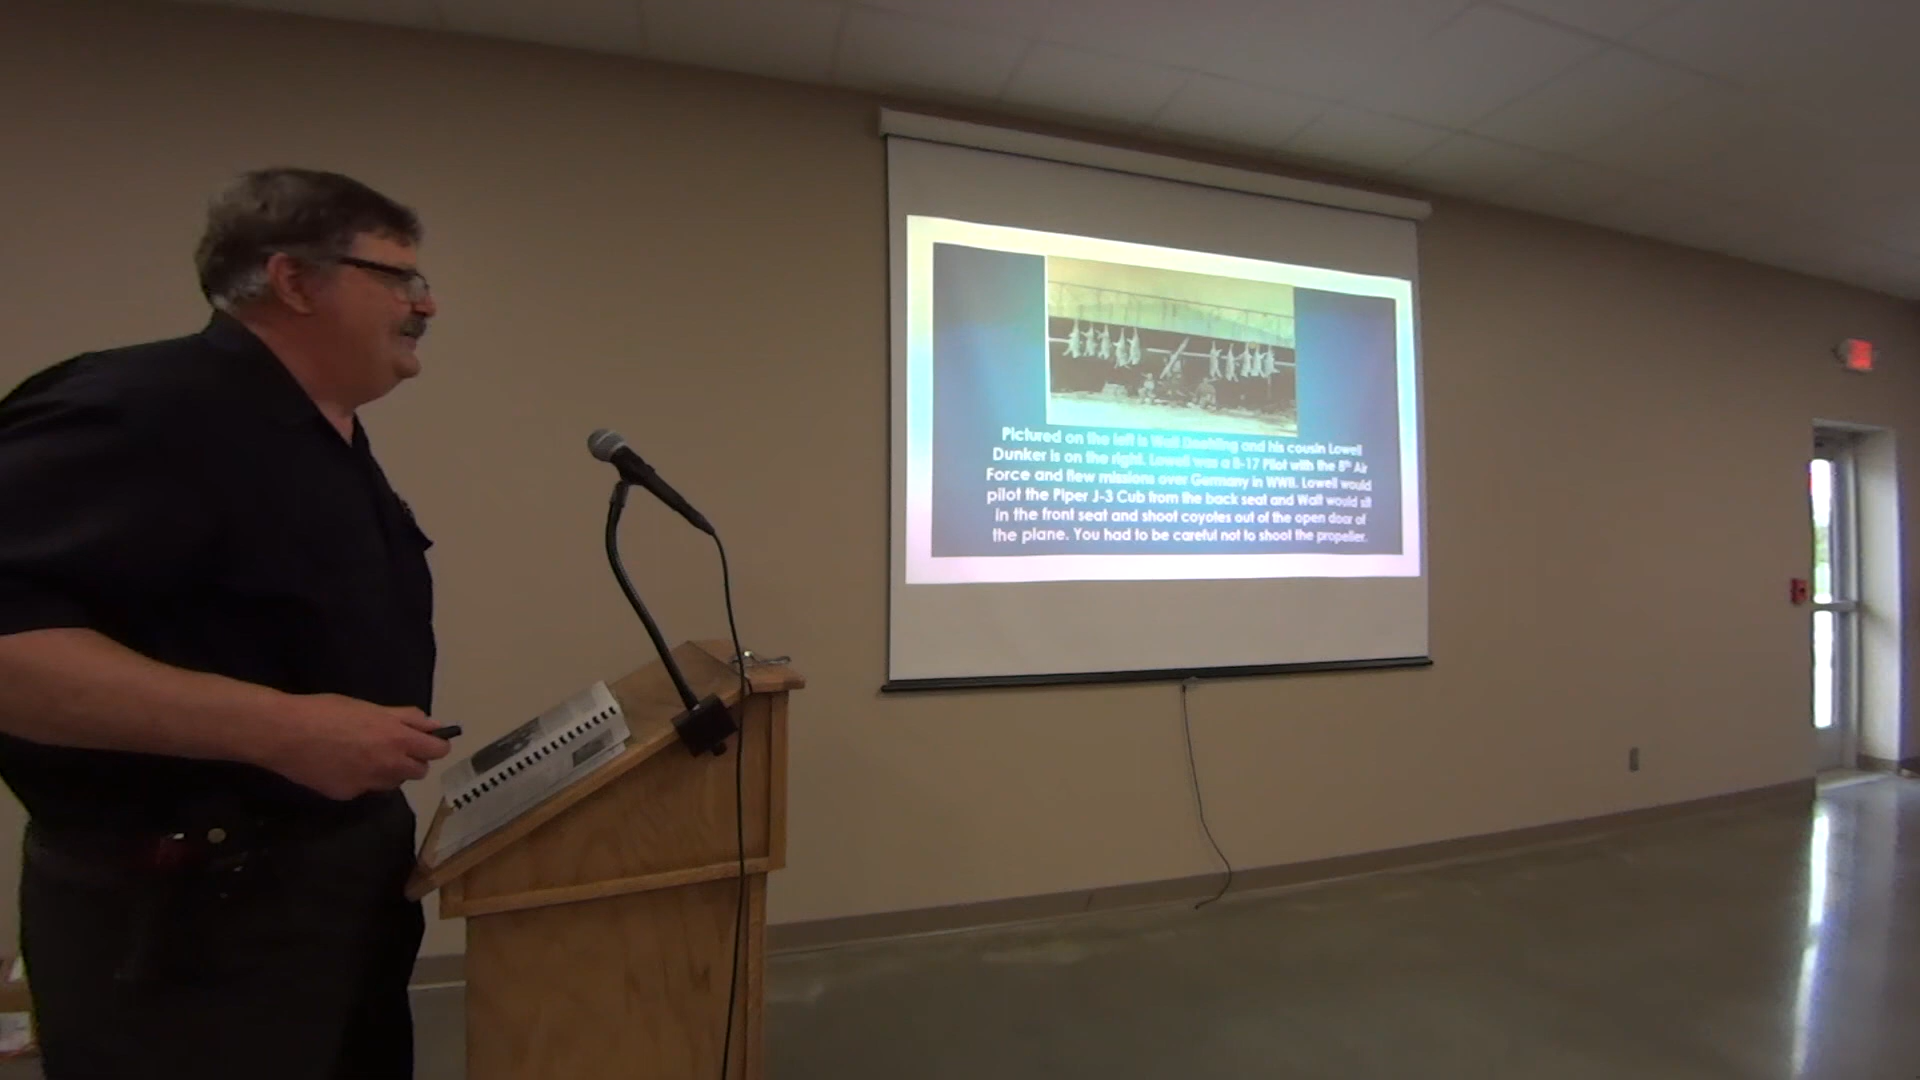 Pictured on the left is Walt and his cousin Lowell
Dunker is on the right. Lowell was a B-17 Pilot with the 8th Air
Force and flew missions over Germany in WWII. Lowell would
pilot the Piper J-3 Cub from the back seat and Walt would sit
in the front seat and shoot coyotes out of the open door of
the plane. You had to be careful not to shoot the propeller.